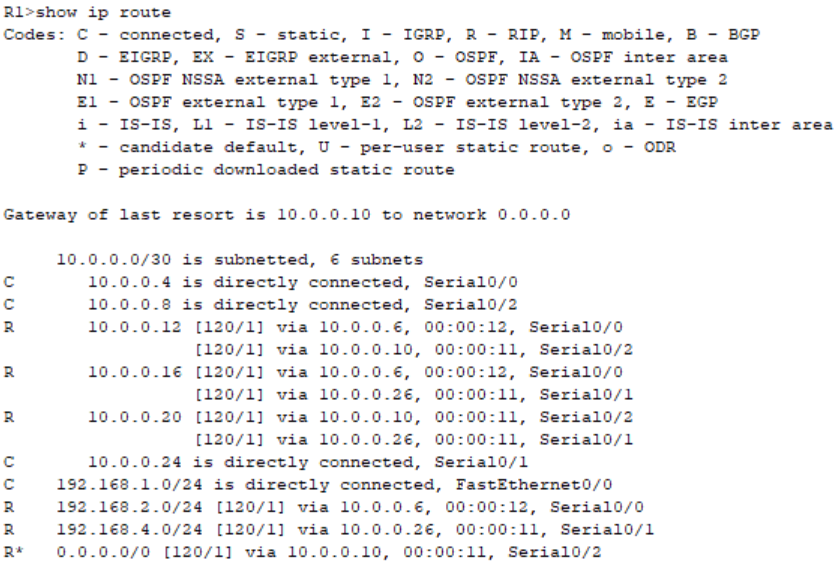 R1>show ip route
Codes: C - connected, S - static, I - IGRP, R - RIP, M - mobile, B - BGP
D - EIGRP, EX - EIGRP external, O - OSPF, IA - OSPF inter area
N1 - OSPF NSSA external type 1, N2 - OSPF NSSA external type 2
E1 - OSPF external type 1, E2 - OSPF external type 2, E - EGP
i - IS-IS, L1 - IS-IS level-1, L2 - IS-IS level-2, ia - IS-IS inter area
* - candidate default, U - per-user static route, o - ODR
P - periodic downloaded static route
Gateway of last resort is 10.0.0.10 to network 0.0.0.0
10.0.0.0/30 is subnetted, 6 subnets
C 10.0.0.4 is directly connected, Serial0/0
C 10.0.0.8 is directly connected, Serial0/2
R 10.0.0.12 [120/1] via 10.0.0.6, 00:00:12, Serial0/0
[120/1] via 10.0.0.10, 00:00:11, Serial0/2
R 10.0.0.16 [120/1] via 10.0.0.6, 00:00:12, Serial0/0
[120/1] via 10.0.0.26, 00:00:11, Serial0/1
R 10.0.0.20 [120/1] via 10.0.0.10, 00:00:11, Serial0/2
[120/1] via 10.0.0.26, 00:00:11, Serial0/1
C 10.0.0.24 is directly connected, Serial0/1
C 192.168.1.0/24 is directly connected, FastEthernet0/0
R 192.168.2.0/24 [120/1] via 10.0.0.6, 00:00:12, Serial0/0
R 192.168.4.0/24 [120/1] via 10.0.0.26, 00:00:11, Serial0/1
R* 0.0.0.0/0 [120/1] via 10.0.0.10, 00:00:11, Serial0/2